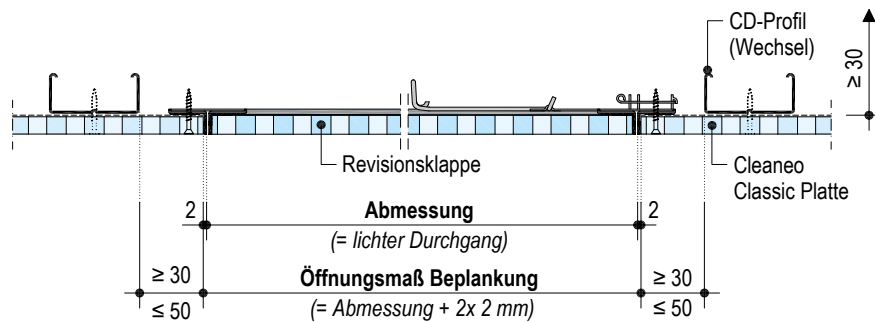 CD-Profil
(Wechsel)
≥ 30
Revisionsklappe
Cleaneo
Classic Platte
2
Abmessung
2
(= lichter Durchgang)
≥ 30
Öffnungsmaß Beplankung
≥ 30
≤ 50
(= Abmessung + 2x 2 mm)
≤ 50